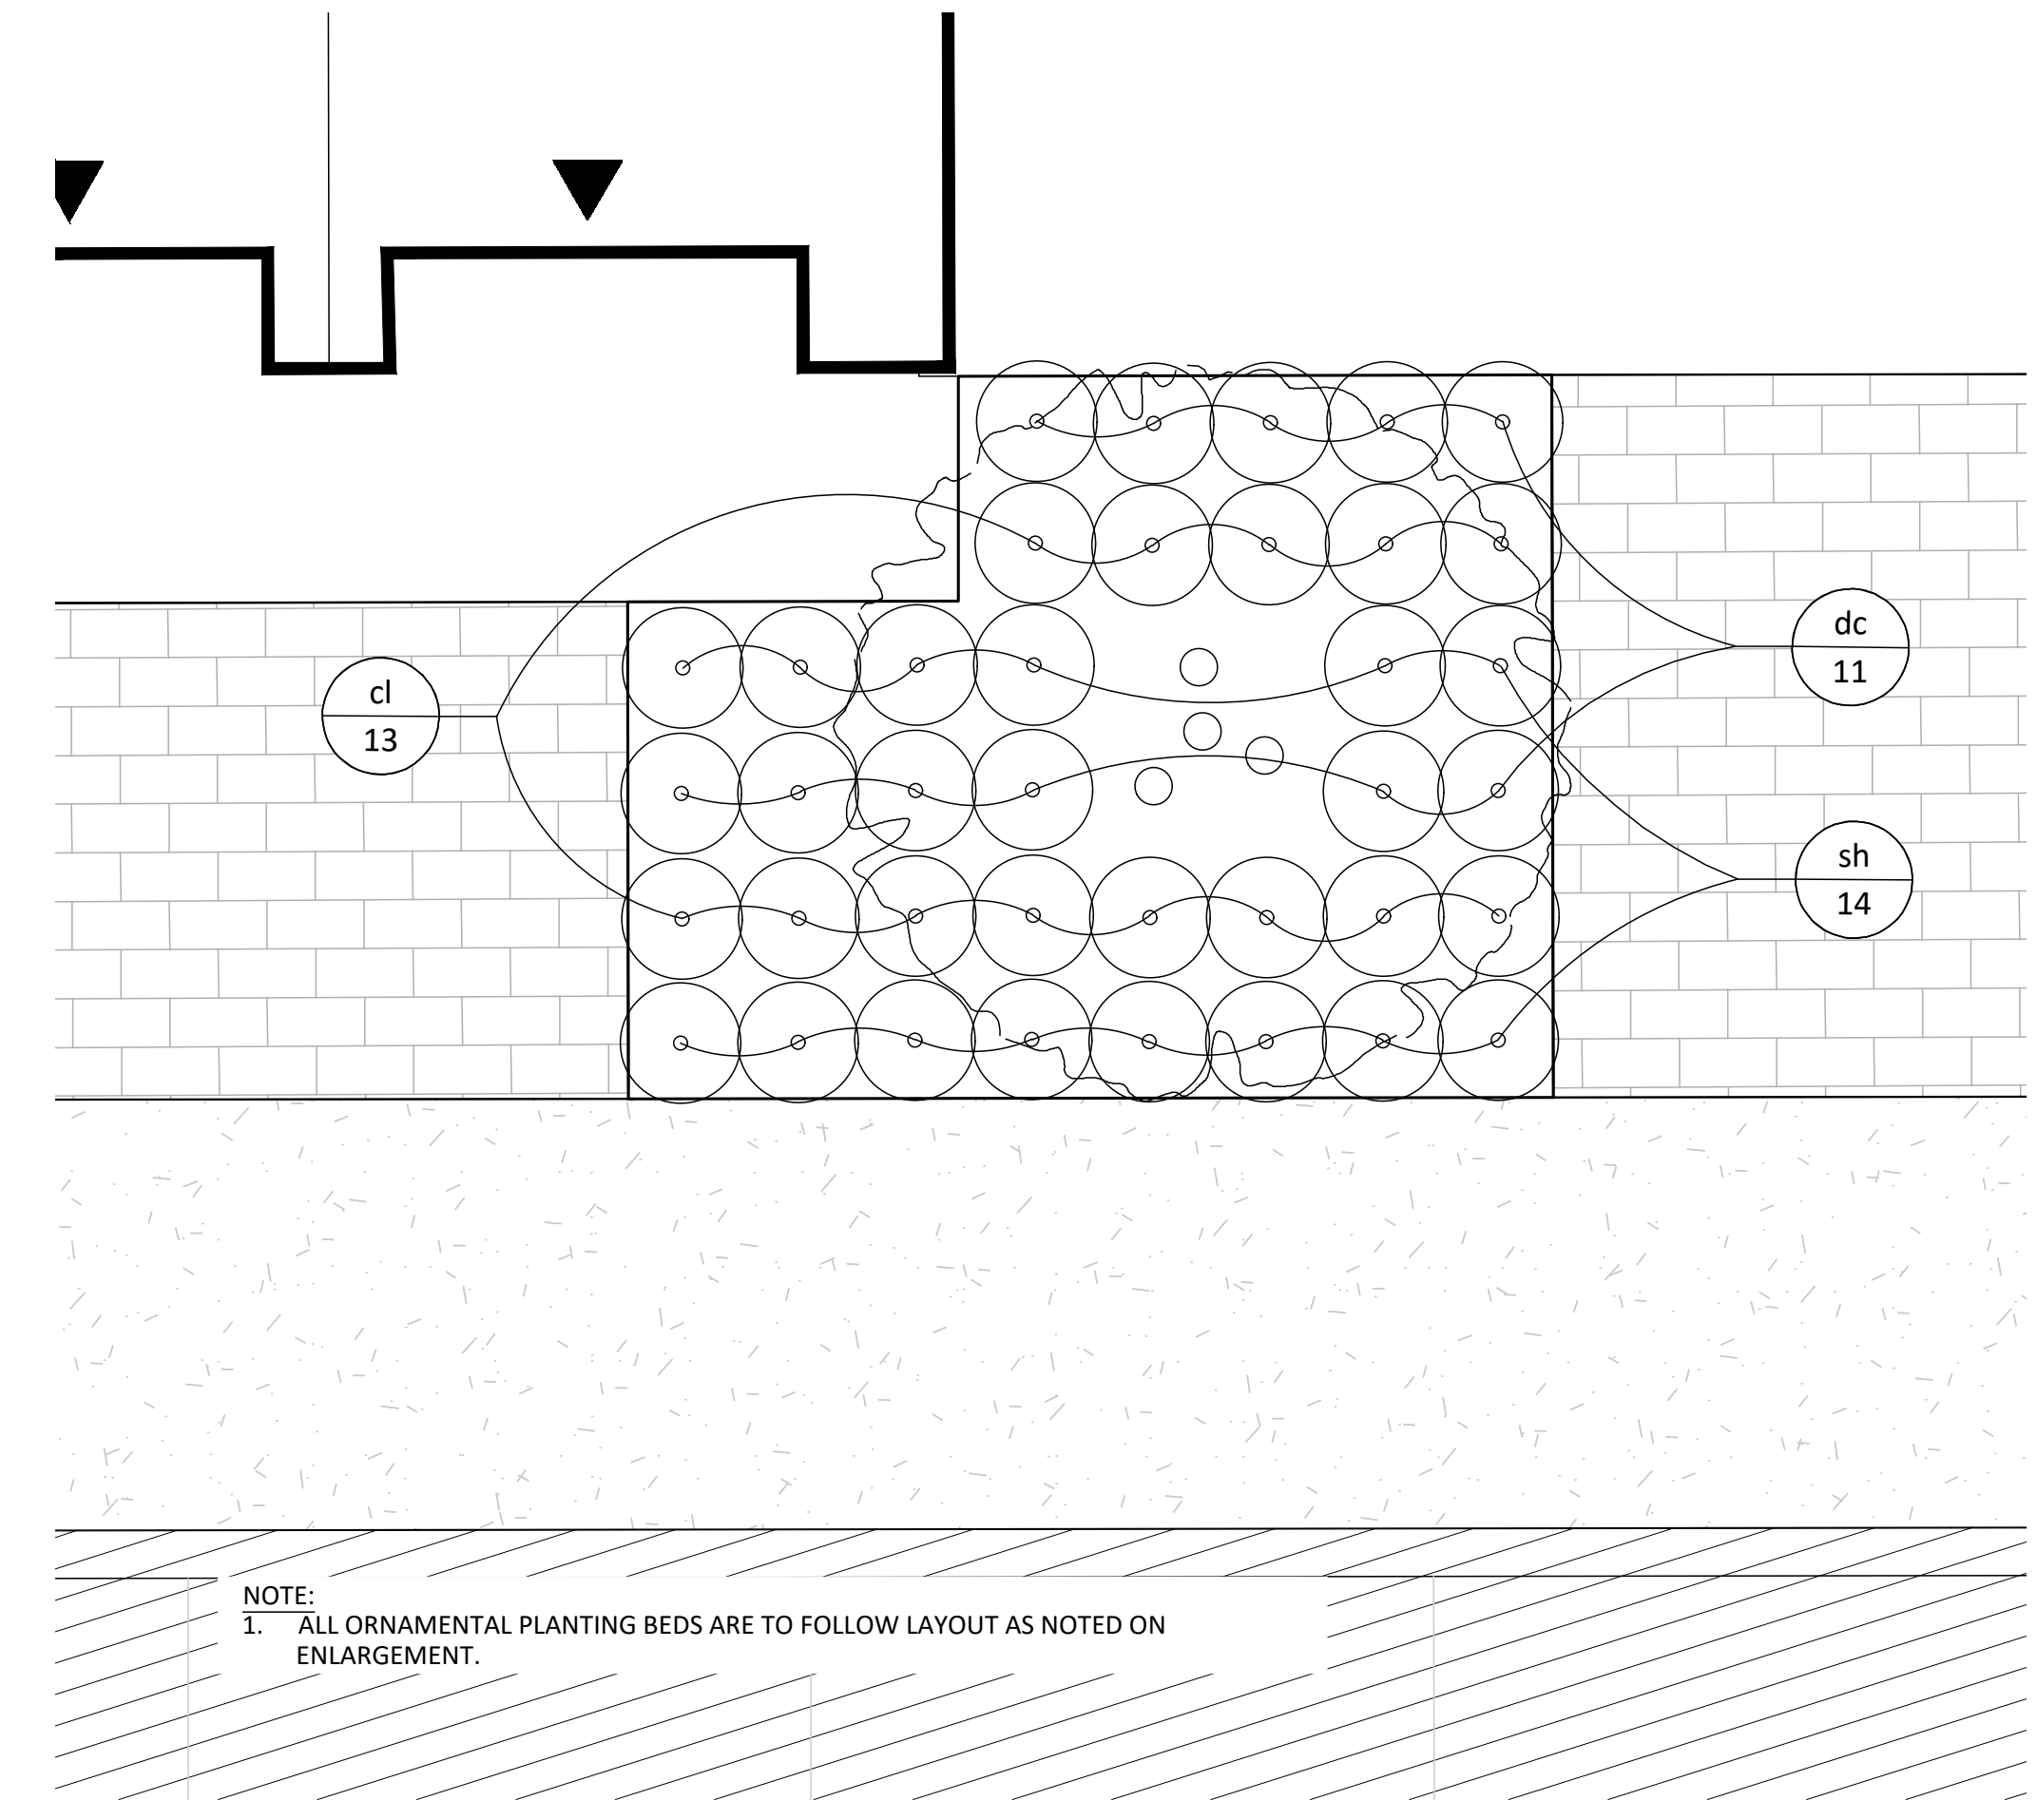 dc
11
cl
13
sh
14
NOTE:
1. ALL ORNAMENTAL PLANTING BEDS ARE TO FOLLOW LAYOUT AS NOTED ON
ENLARGEMENT.